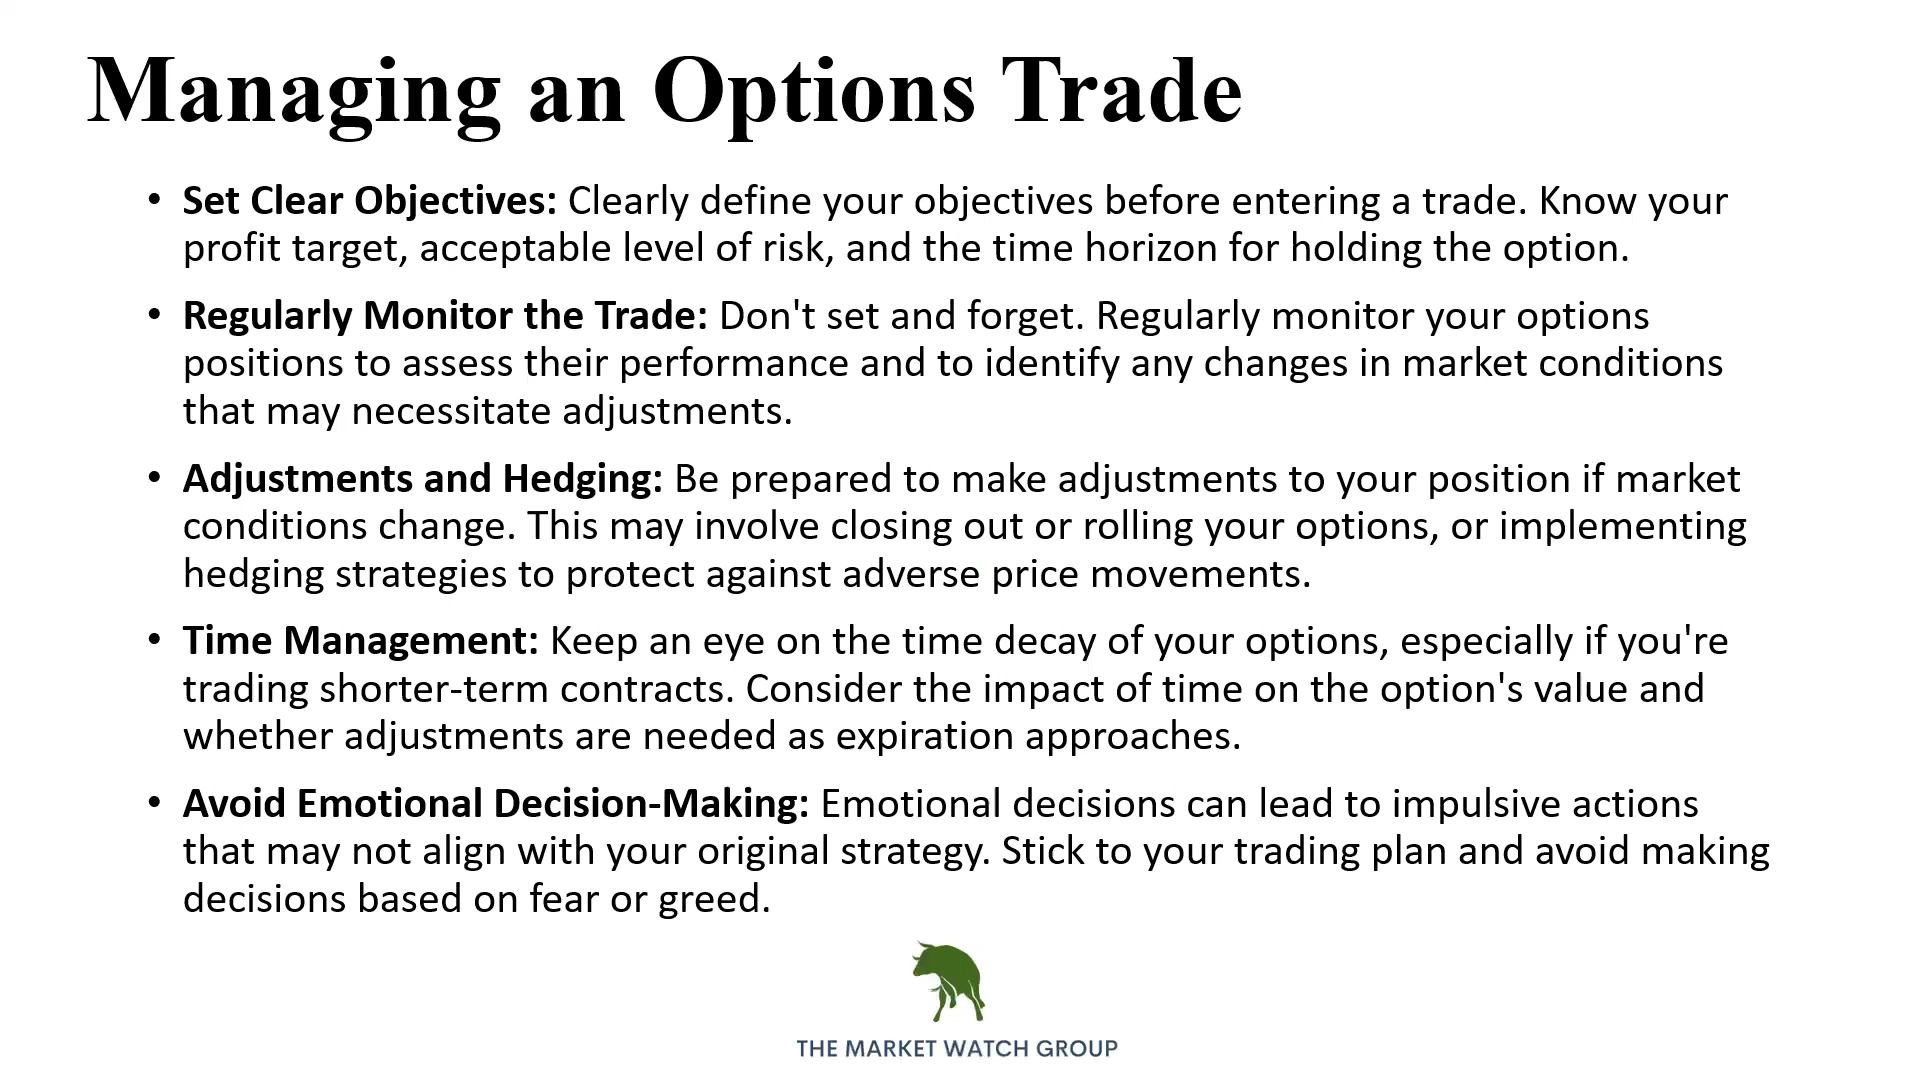 Managing an Options Trade
• Set Clear Objectives: Clearly define your objectives before entering a trade. Know your
profit target, acceptable level of risk, and the time horizon for holding the option.
• Regularly Monitor the Trade: Don't set and forget. Regularly monitor your options
positions to assess their performance and to identify any changes in market conditions
that may necessitate adjustments.
• Adjustments and Hedging: Be prepared to make adjustments to your position if market
conditions change. This may involve closing out or rolling your options, or implementing
hedging strategies to protect against adverse price movements.
• Time Management: Keep an eye on the time decay of your options, especially if you're
trading shorter-term contracts. Consider the impact of time on the option's value and
whether adjustments are needed as expiration approaches.
• Avoid Emotional Decision-Making: Emotional decisions can lead to impulsive actions
that may not align with your original strategy. Stick to your trading plan and avoid making
decisions based on fear or greed.
THE MARKET WATCH GROUP